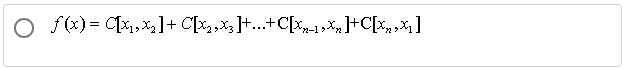 f(x) = C[x₁,x₂]+ C[x₂,x₃]+...+C[xₙ₋₁,xₙ]+C[xₙ,x₁]